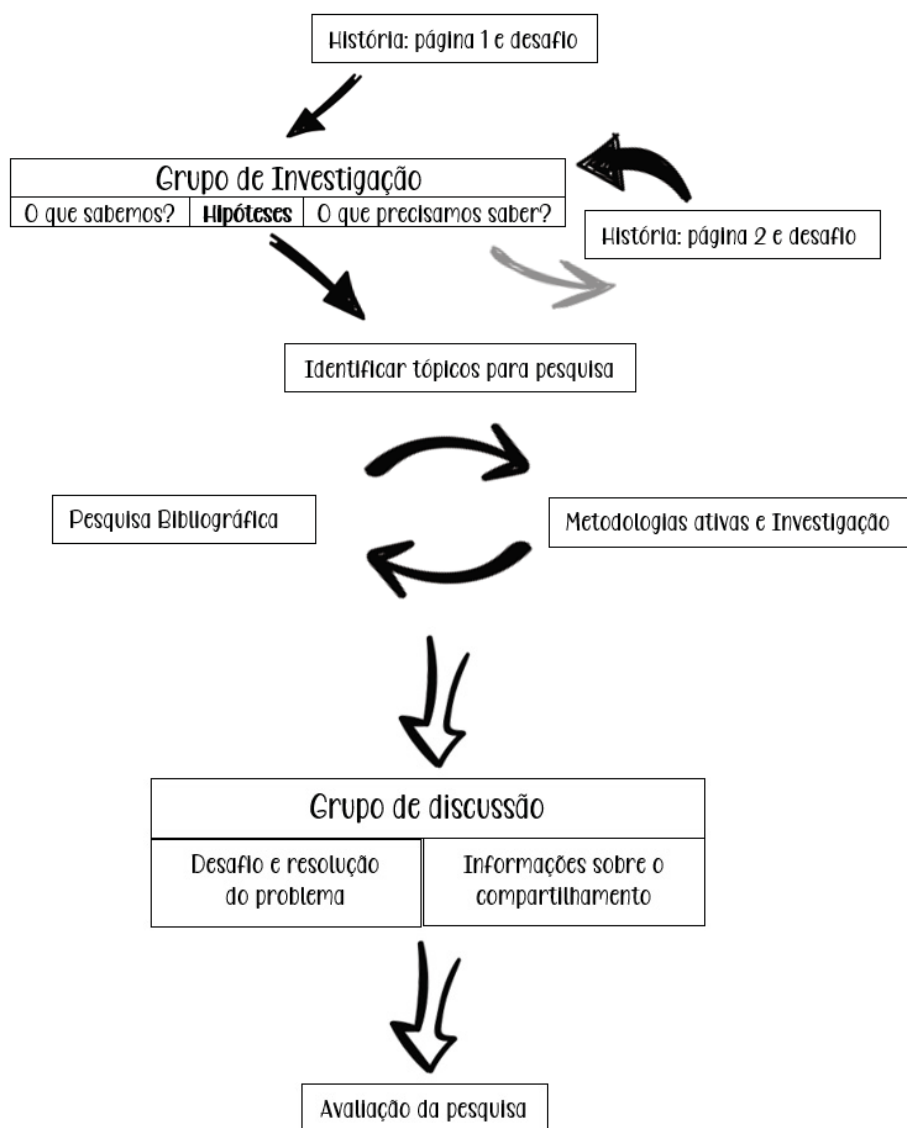 História: página 1 e desafio
Grupo de Investigação
O que sabemos?
Hipóteses
O que precisamos saber?
História: página 2 e desafio
Identificar tópicos para pesquisa
Pesquisa Bibliográfica
Metodologias ativas e Investigação
Grupo de discussão
Desafio e resolução
do problema
Informações sobre o
compartilhamento
Avaliação da pesquisa